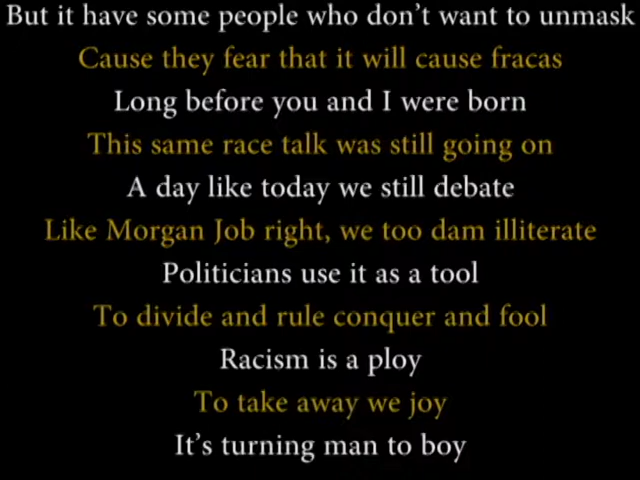 But it have some people who don't want to unmask
Cause they fear that it will cause fracas
Long before you and I were born
This same race talk was still going on
A day like today we still debate
Like Morgan Job right, we too dam illiterate
Politicians use it as a tool
To divide and rule conquer and fool
Racism is a ploy
To take away we joy
It's turning man to boy